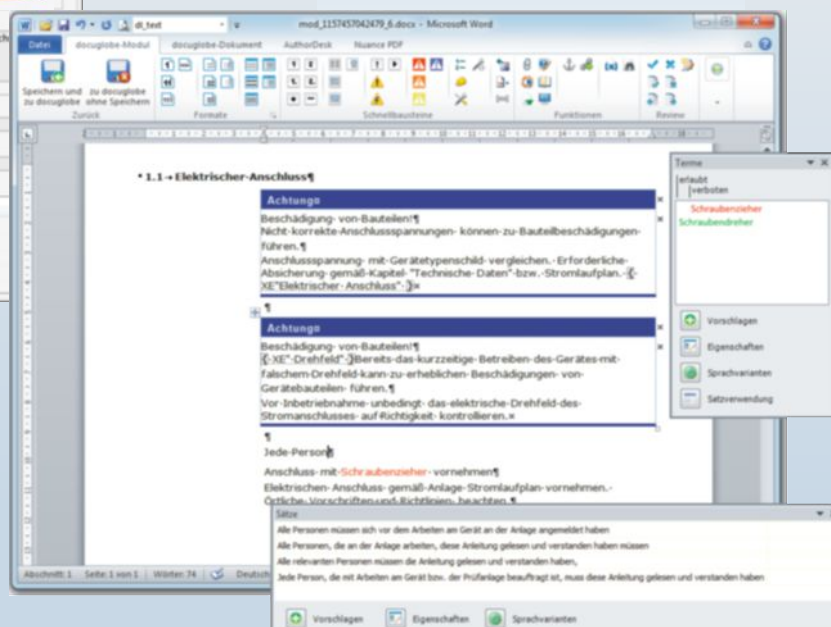 dl_test
mod_1157457042479_6.docx - Microsoft Word
Datei docuglobe-Modul docuglobe-Dokument AuthorDesk Nuance PDF
Speichern und zu docuglobe
zu docuglobe ohne Speichern
Zurück Formate Schnellbausteine Funktionen Review
1.1→Elektrischer·Anschluss¶
Achtung¤
Beschädigung·von·Bauteilen!¶
Nicht·korrekte·Anschlussspannungen·können·zu·Bauteilbeschädigungen·
führen.¶
Anschlussspannung·mit·Gerätetypenschild·vergleichen.·Erforderliche·
Absicherung·gemäß·Kapitel·"Technische·Daten"·bzw.·Stromlaufplan.·{·
XE"Elektrischer·Anschluss"·}¤
¶
Achtung¤
Beschädigung·von·Bauteilen!¶
{·XE"·Drehfeld"·}Bereits·das·kurzzeitige·Betreiben·des·Gerätes·mit·
falschem·Drehfeld·kann·zu·erheblichen·Beschädigungen·von·
Gerätebauteilen·führen.¶
Vor·Inbetriebnahme·unbedingt·das·elektrische·Drehfeld·des·
Stromanschlusses·auf·Richtigkeit·kontrollieren.¤
¶
Jede·Person¶
Anschluss·mit·Schraubenzieher·vornehmen¶
Elektrischen·Anschluss·gemäß·Anlage·Stromlaufplan·vornehmen.·
Örtliche·Vorschriften·und·Richtlinien·beachten.¶
Terme
erlaubt
verboten
Schraubenzieher
Schraubendreher
Vorschlagen
Eigenschaften
Sprachvarianten
Satzverwendung
Sätze
Alle Personen müssen sich vor dem Arbeiten am Gerät an der Anlage angemeldet haben
Alle Personen, die an der Anlage arbeiten, diese Anleitung gelesen und verstanden haben müssen
Alle relevanten Personen müssen die Anleitung gelesen und verstanden haben,
Jede Person, die mit Arbeiten am Gerät bzw. der Prüfanlage beauftragt ist, muss diese Anleitung gelesen und verstanden haben
Vorschlagen Eigenschaften Sprachvarianten
Abschnitt: 1 Seite: 1 von 1 Wörter: 74 Deutsch